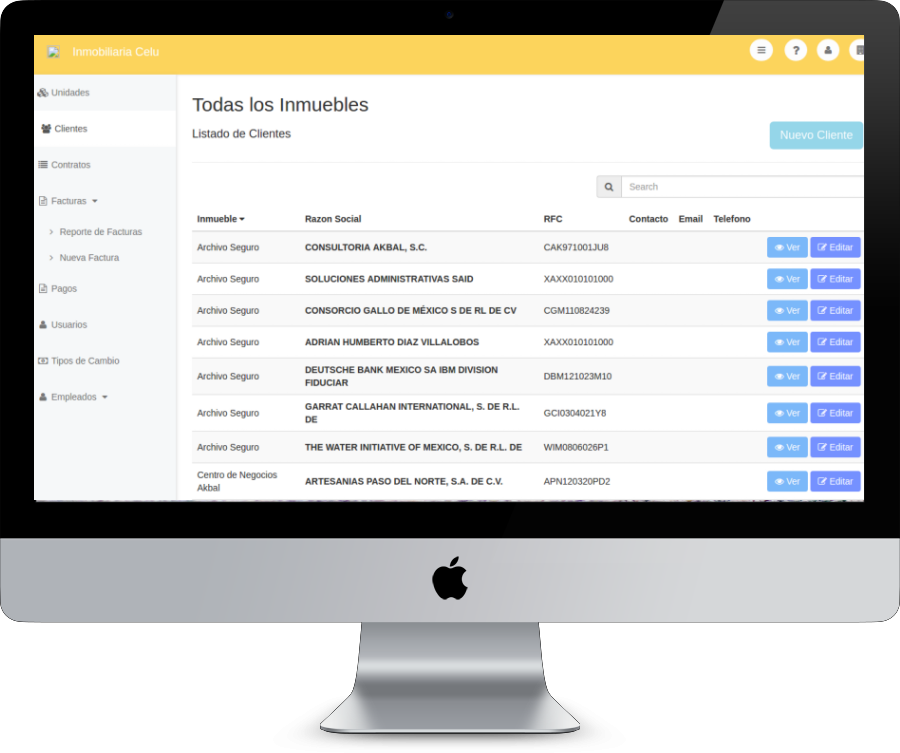 Inmobiliaria Celu
Unidades
Clientes
Contratos
Facturas
Reporte de Facturas
Nueva Factura
Pagos
Usuarios
Tipos de Cambio
Empleados
Todas los Inmuebles
Listado de Clientes
Nuevo Cliente
Search
Inmueble Razon Social RFC Contacto Email Telefono
Archivo Seguro CONSULTORIA AKBAL, S.C. CAK971001JU8 Ver Editar
Archivo Seguro SOLUCIONES ADMINISTRATIVAS SAID XAXX010101000 Ver Editar
Archivo Seguro CONSORCIO GALLO DE MÉXICO S DE RL DE CV CGM110824239 Ver Editar
Archivo Seguro ADRIAN HUMBERTO DIAZ VILLALOBOS XAXX010101000 Ver Editar
Archivo Seguro DEUTSCHE BANK MEXICO SA IBM DIVISION
FIDUCIAR DBM121023M10 Ver Editar
Archivo Seguro GARRAT CALLAHAN INTERNATIONAL, S. DE R.L.
DE GCI0304021Y8 Ver Editar
Archivo Seguro THE WATER INITIATIVE OF MEXICO, S. DE R.L. DE WIM0806026P1 Ver Editar
Centro de Negocios
Akbal ARTESANIAS PASO DEL NORTE, S.A. DE C.V. APN120320PD2 Ver Editar